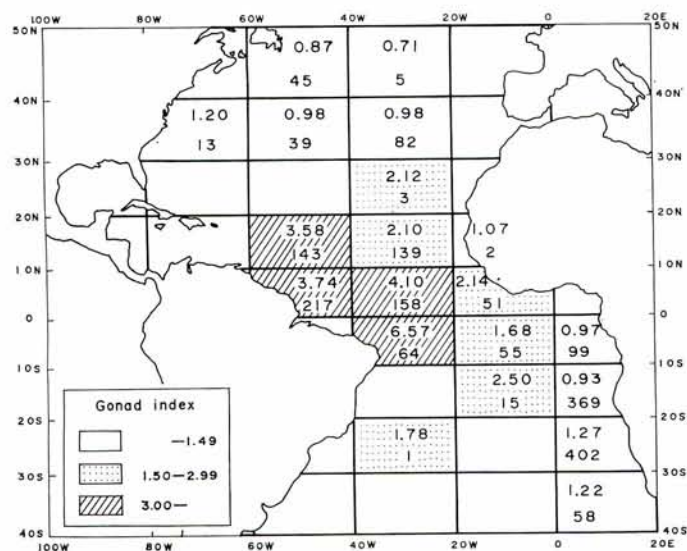 100W 80W 60W 40W 20W 0 20E
50N 50N
0.87 0.71
45 5
40N 40N
1.20 0.98 0.98
13 39 82
30N 30N
2.12
3
20N 20N
3.58 2.10 1.07
143 139 2
10N 10N
3.74 4.10 2.14
217 158 51
0 0
6.57 1.68 0.97
64 55 99
10S 10S
2.50 0.93
15 369
20S 20S
1.78 1.27
1 402
30S 30S
1.22
58
40S 40S
Gonad index
—1.49
1.50—2.99
3.00—
100W 80W 60W 40W 20W 0 20E